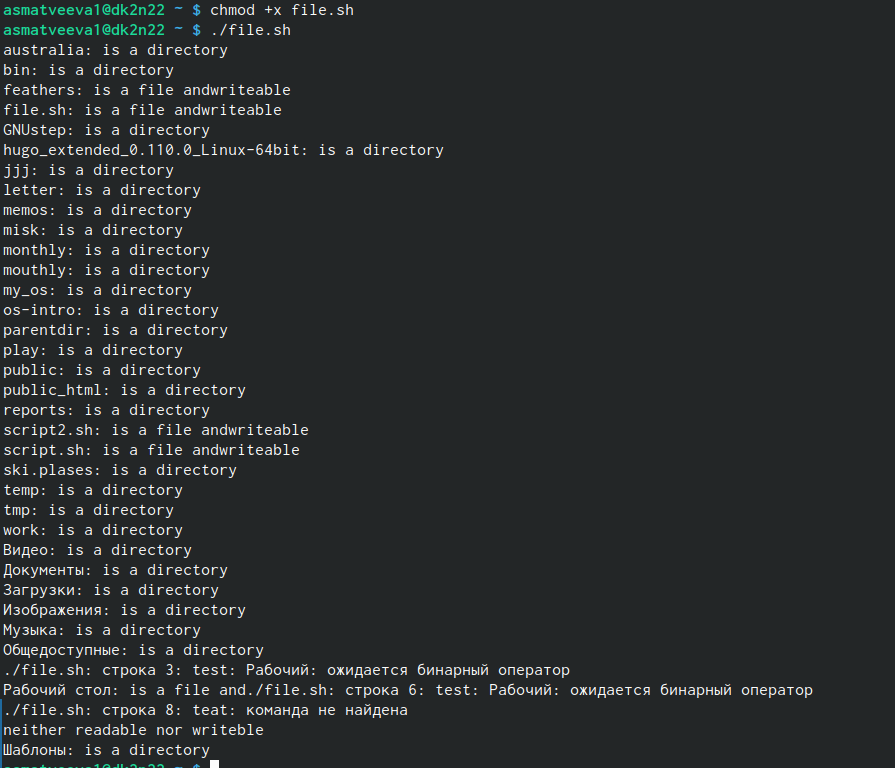 asmatveeva1@dk2n22 ~ $ chmod +x file.sh
asmatveeva1@dk2n22 ~ $ ./file.sh
australia: is a directory
bin: is a directory
feathers: is a file andwriteable
file.sh: is a file andwriteable
GNUstep: is a directory
hugo_extended_0.110.0_Linux-64bit: is a directory
jjj: is a directory
letter: is a directory
memos: is a directory
misk: is a directory
monthly: is a directory
mouthly: is a directory
my_os: is a directory
os-intro: is a directory
parentdir: is a directory
play: is a directory
public: is a directory
public_html: is a directory
reports: is a directory
script2.sh: is a file andwriteable
script.sh: is a file andwriteable
ski.plases: is a directory
temp: is a directory
tmp: is a directory
work: is a directory
Видео: is a directory
Документы: is a directory
Загрузки: is a directory
Изображения: is a directory
Музыка: is a directory
Общедоступные: is a directory
./file.sh: строка 3: test: Рабочий: ожидается бинарный оператор
Рабочий стол: is a file and./file.sh: строка 6: test: Рабочий: ожидается бинарный оператор
./file.sh: строка 8: teat: команда не найдена
neither readable nor writeble
Шаблоны: is a directory
asmatveeva1@dk2n22 ~ $